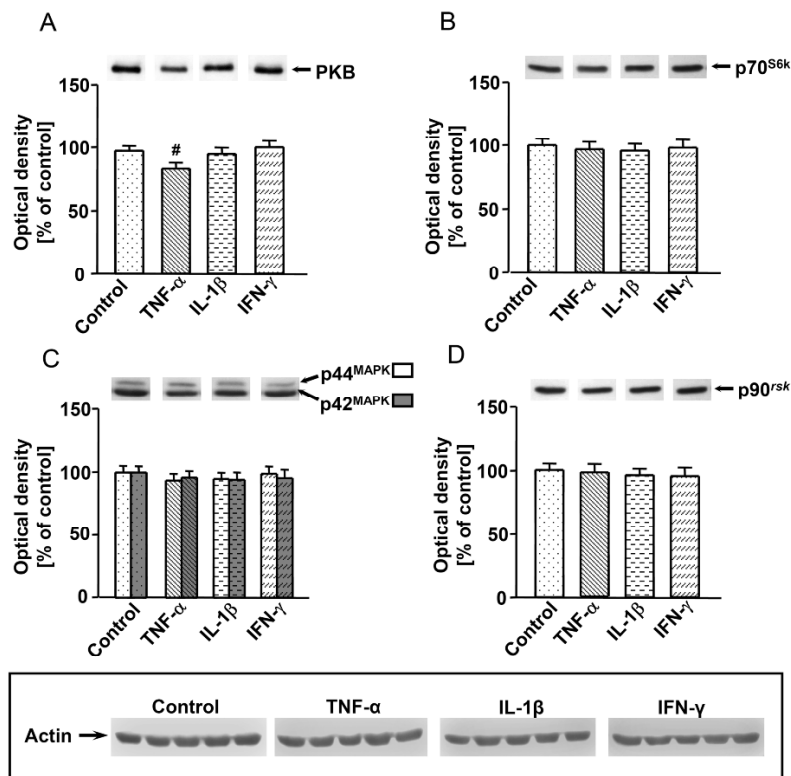 A
PKB
150
100
50
0
Optical density
[% of control]
#
Control
TNF-α
IL-1β
IFN-γ
B
p70S6k
150
100
50
0
Optical density
[% of control]
Control
TNF-α
IL-1β
IFN-γ
C
p44MAPK
p42MAPK
150
100
50
0
Optical density
[% of control]
Control
TNF-α
IL-1β
IFN-γ
D
p90rsk
150
100
50
0
Optical density
[% of control]
Control
TNF-α
IL-1β
IFN-γ
Control TNF-α IL-1β IFN-γ
Actin